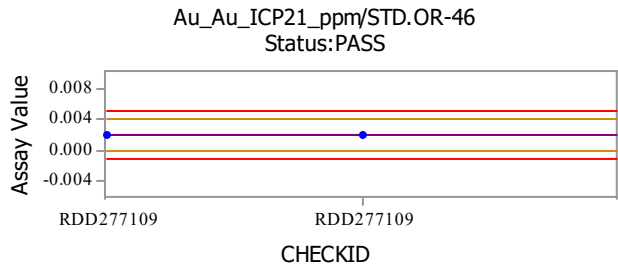 Au_Au_ICP21_ppm/STD.OR-46
Status:PASS
Assay Value
0.008
0.004
0.000
-0.004
RDD277109 RDD277109
CHECKID